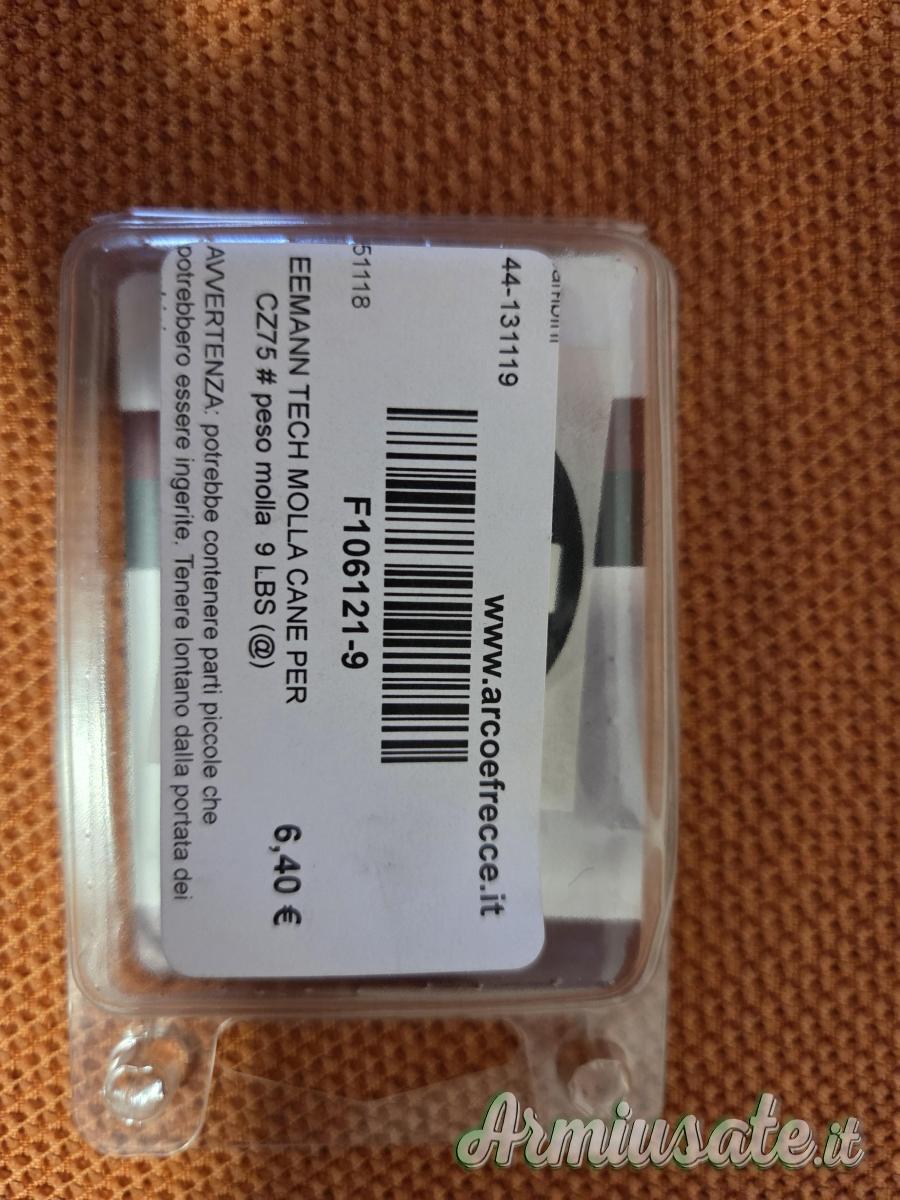 www.arcoefrecce.it
44-131119
F106121-9
51118
EEMANN TECH MOLLA CANE PER
CZ75 # peso molla 9 LBS (@)
6,40 €
AVVERTENZA: potrebbe contenere parti piccole che
potrebbero essere ingerite. Tenere lontano dalla portata dei
Armiusate.it